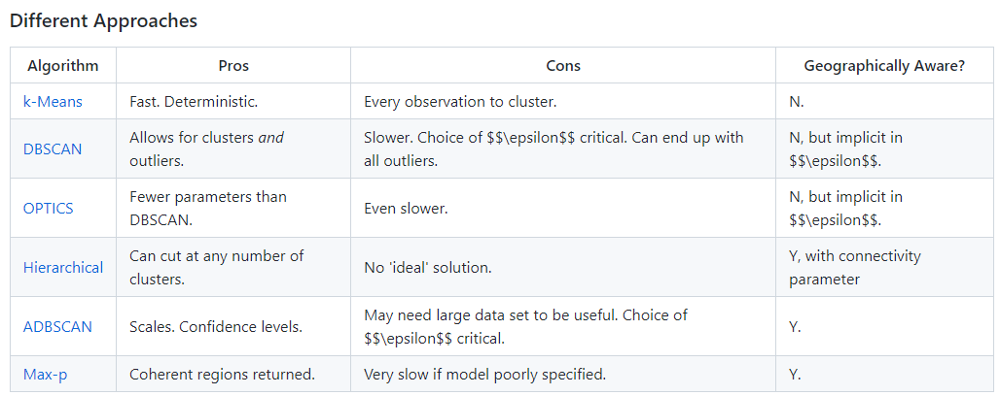 Different Approaches
Algorithm Pros Cons Geographically Aware?
k-Means Fast. Deterministic. Every observation to cluster. N.
DBSCAN Allows for clusters and outliers. Slower. Choice of $$\epsilon$$ critical. Can end up with all outliers. N, but implicit in $$\epsilon$$.
OPTICS Fewer parameters than DBSCAN. Even slower. N, but implicit in $$\epsilon$$.
Hierarchical Can cut at any number of clusters. No 'ideal' solution. Y, with connectivity parameter
ADBSCAN Scales. Confidence levels. May need large data set to be useful. Choice of $$\epsilon$$ critical. Y.
Max-p Coherent regions returned. Very slow if model poorly specified. Y.